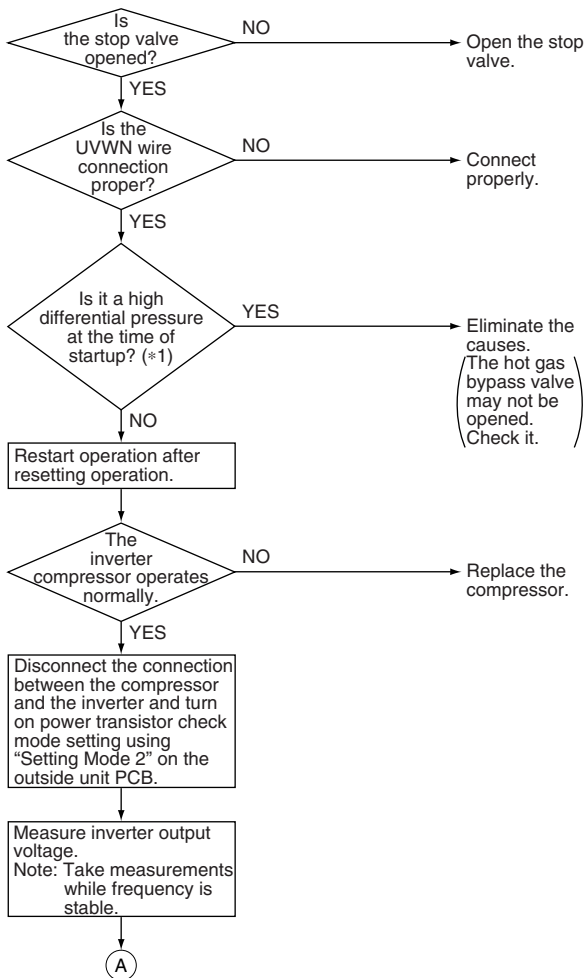 Is
the stop valve
opened?
NO
Open the stop
valve.
YES
Is the
UVWN wire
connection
proper?
NO
Connect
properly.
YES
Is it a high
differential pressure
at the time of
startup? (*1)
YES
Eliminate the
causes.
(The hot gas
bypass valve
may not be
opened.
Check it.)
NO
Restart operation after
resetting operation.
The
inverter
compressor operates
normally.
NO
Replace the
compressor.
YES
Disconnect the connection
between the compressor
and the inverter and turn
on power transistor check
mode setting using
“Setting Mode 2” on the
outside unit PCB.
Measure inverter output
voltage.
Note: Take measurements
while frequency is
stable.
A